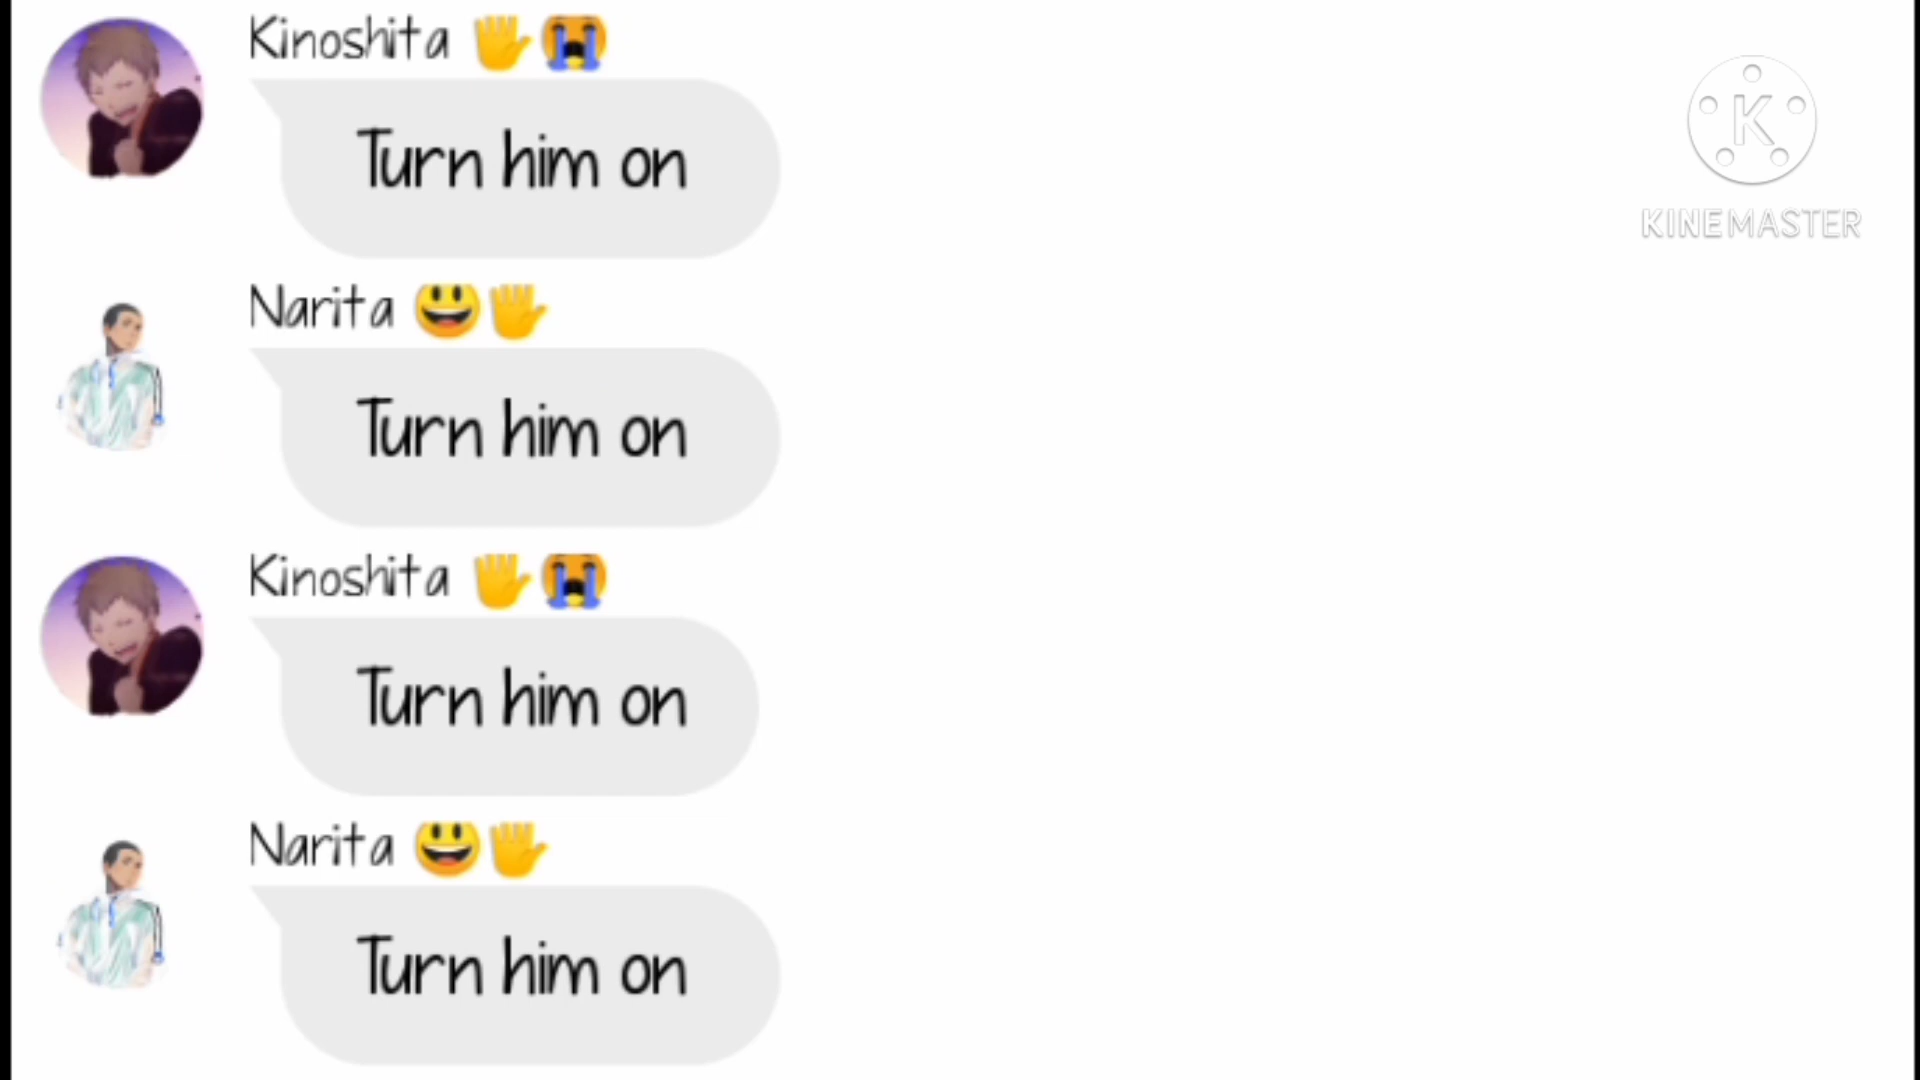 Kinoshita 🖐😭
Turn him on
K
KINEMASTER
Narita 😃🖐
Turn him on
Kinoshita 🖐😭
Turn him on
Narita 😃🖐
Turn him on